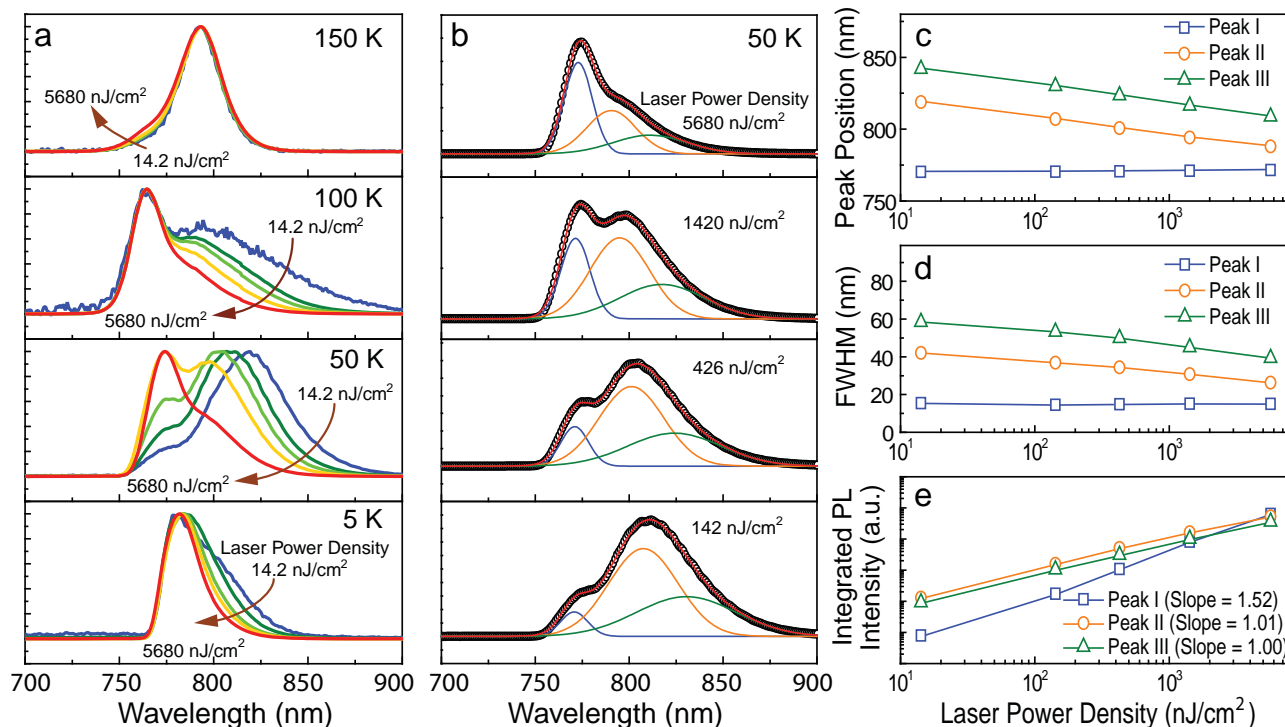 a
150 K
5680 nJ/cm²
14.2 nJ/cm²
100 K
14.2 nJ/cm²
5680 nJ/cm²
50 K
14.2 nJ/cm²
5680 nJ/cm²
5 K
Laser Power Density
14.2 nJ/cm²
5680 nJ/cm²
700 750 800 850 900
Wavelength (nm)
b
50 K
Laser Power Density
5680 nJ/cm²
1420 nJ/cm²
426 nJ/cm²
142 nJ/cm²
700 750 800 850 900
Wavelength (nm)
c
Peak I
Peak II
Peak III
Peak Position
(nm)
850
800
750
10¹ 10² 10³
d
Peak I
Peak II
Peak III
FWHM (nm)
100
80
60
40
20
0
10¹ 10² 10³
e
Integrated PL
Intensity (a.u.)
Peak I (Slope = 1.52)
Peak II (Slope = 1.01)
Peak III (Slope = 1.00)
10¹ 10² 10³
Laser Power Density (nJ/cm²)